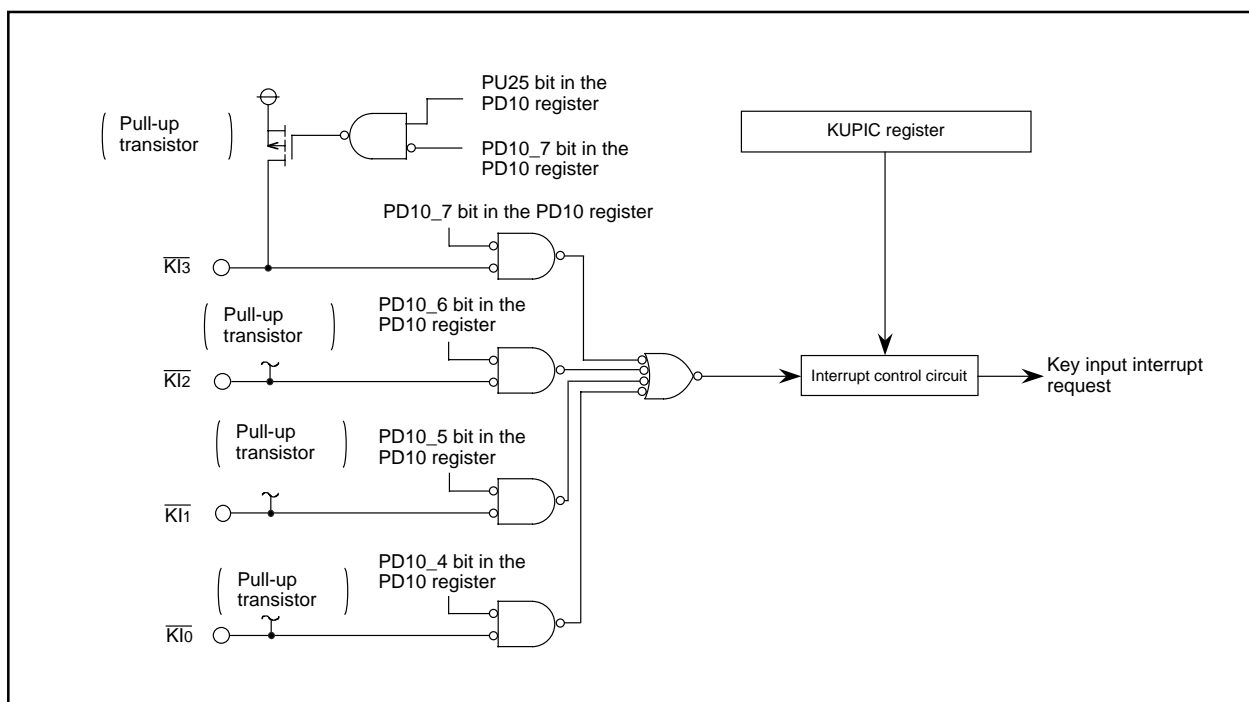 PU25 bit in the
PD10 register
Pull-up
transistor
KUPIC register
PD10_7 bit in the
PD10 register
PD10_7 bit in the PD10 register
KI3
Pull-up
transistor
PD10_6 bit in the
PD10 register
KI2
Interrupt control circuit
Key input interrupt
request
Pull-up
transistor
PD10_5 bit in the
PD10 register
KI1
Pull-up
transistor
PD10_4 bit in the
PD10 register
KI0